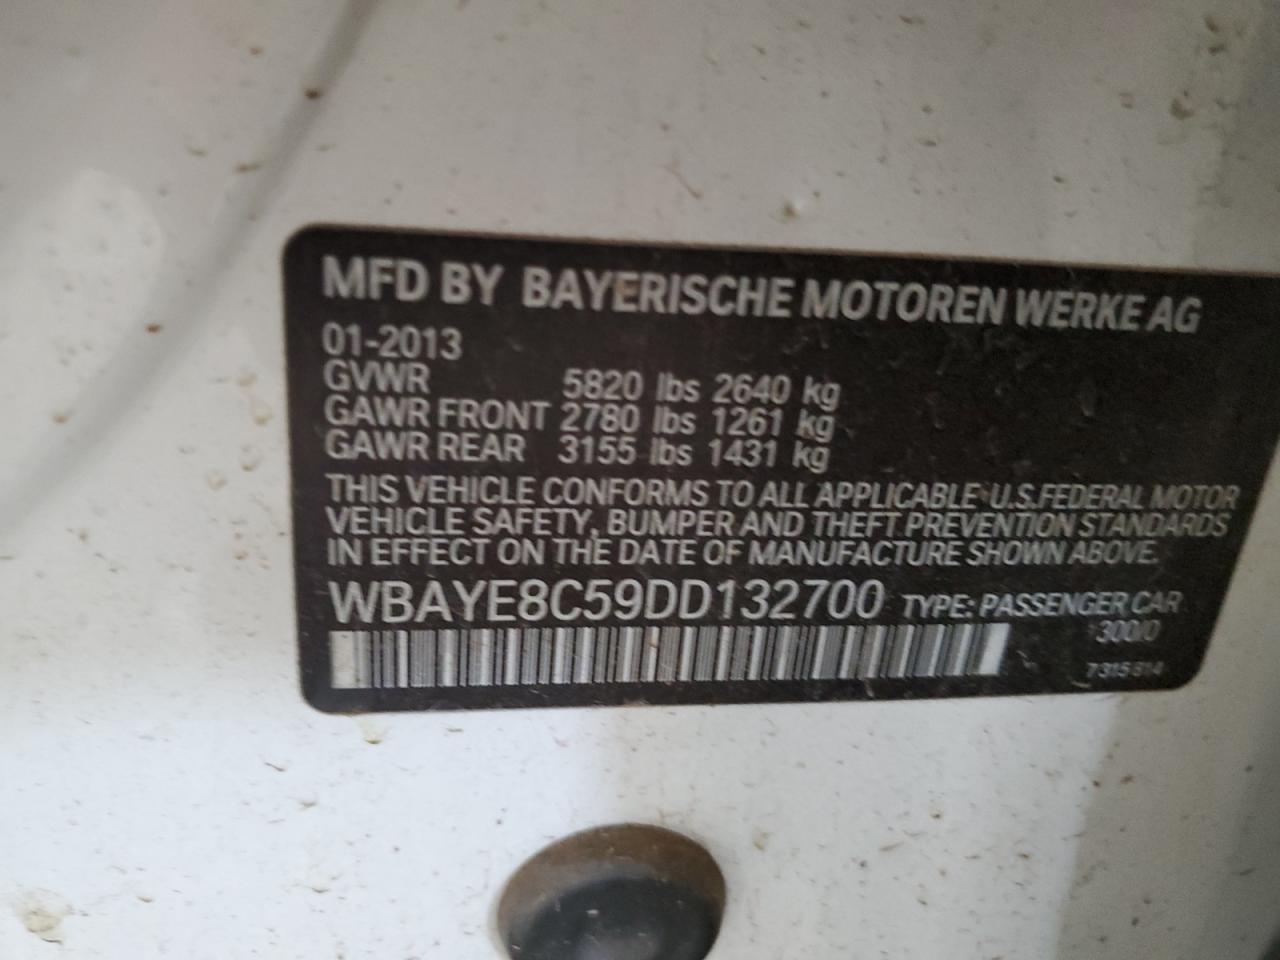 MFD BY BAYERISCHE MOTOREN WERKE AG
01-2013
GVWR 5820 lbs 2640 kg
GAWR FRONT 2780 lbs 1261 kg
GAWR REAR 3155 lbs 1431 kg
THIS VEHICLE CONFORMS TO ALL APPLICABLE U.S.FEDERAL MOTOR
VEHICLE SAFETY, BUMPER AND THEFT PREVENTION STANDARDS
IN EFFECT ON THE DATE OF MANUFACTURE SHOWN ABOVE.
WBAYE8C59DD132700 TYPE: PASSENGER CAR
300/0